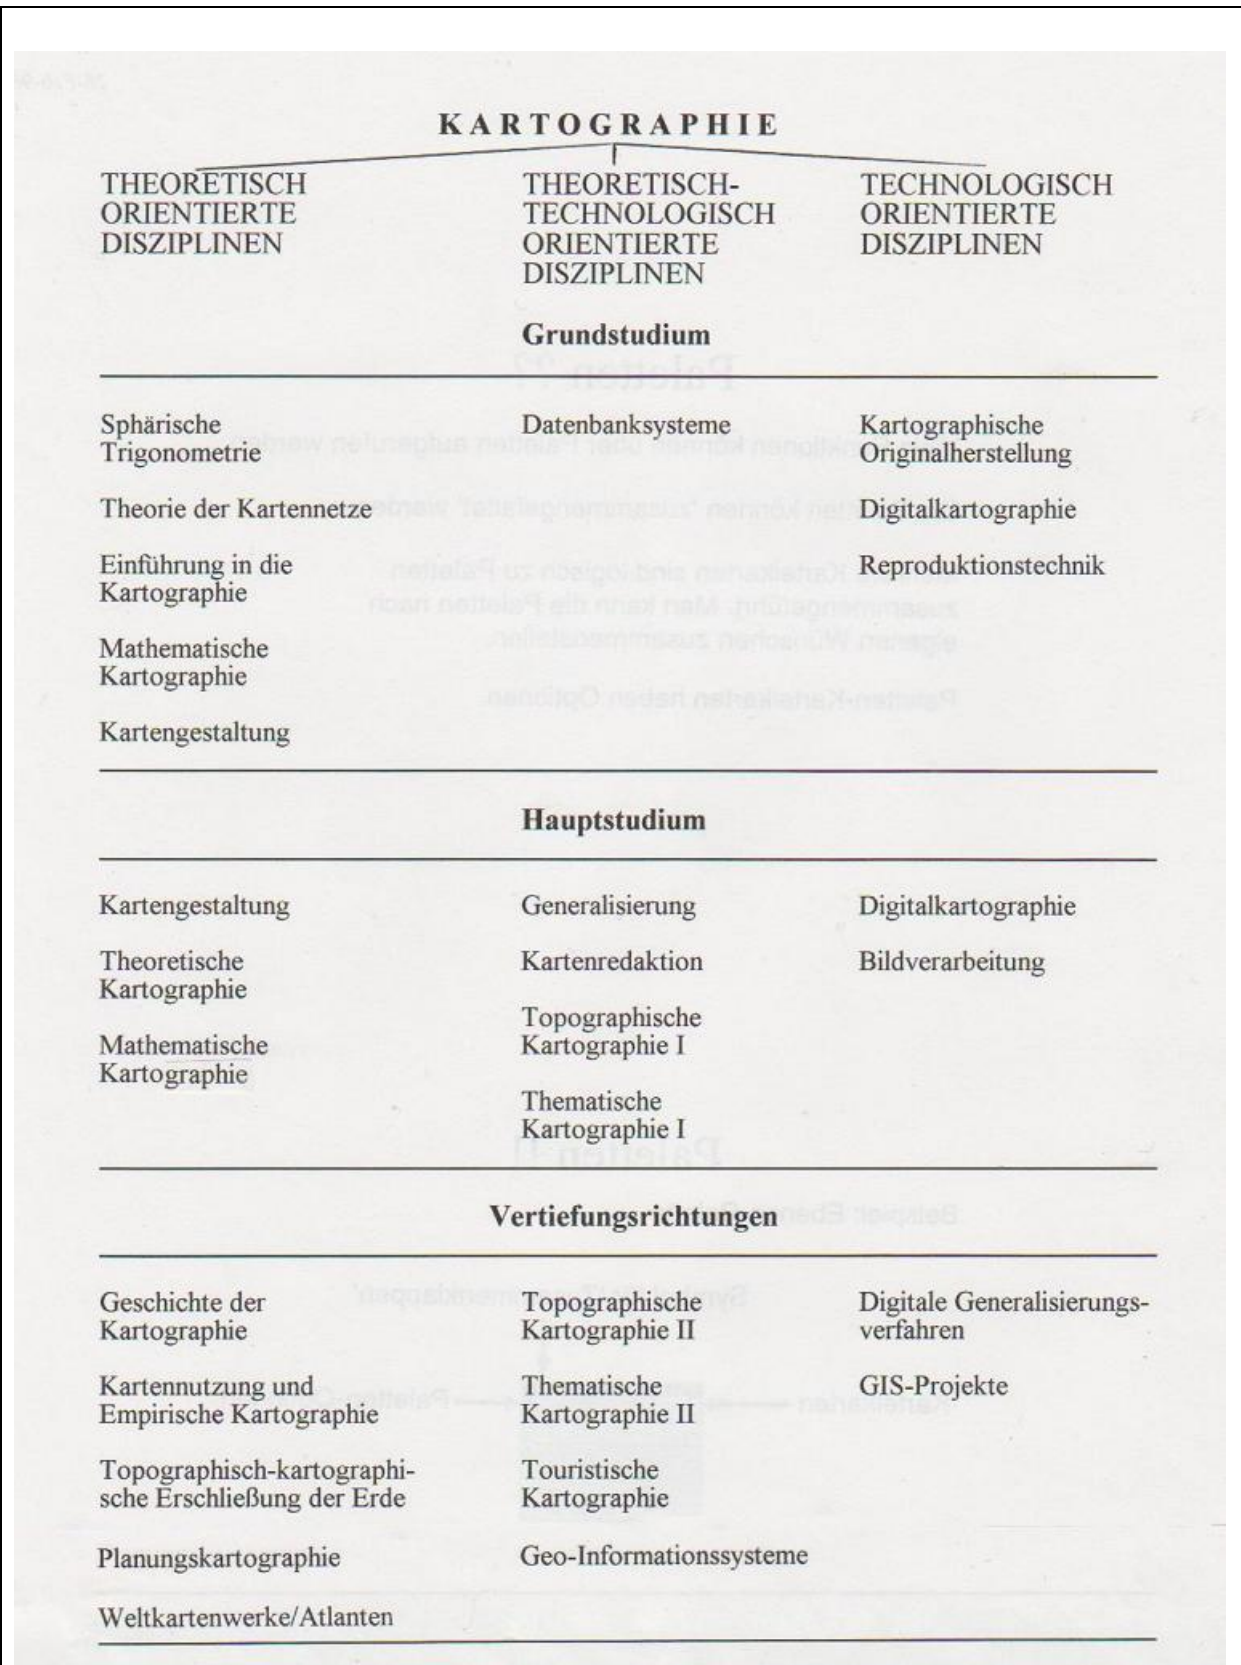 KARTOGRAPHIE
THEORETISCH
ORIENTIERTE
DISZIPLINEN
THEORETISCH-
TECHNOLOGISCH
ORIENTIERTE
DISZIPLINEN
TECHNOLOGISCH
ORIENTIERTE
DISZIPLINEN
Grundstudium
Sphärische
Trigonometrie
Theorie der Kartennetze
Einführung in die
Kartographie
Mathematische
Kartographie
Kartengestaltung
Datenbanksysteme
Kartographische
Originalherstellung
Digitalkartographie
Reproduktionstechnik
Hauptstudium
Kartengestaltung
Theoretische
Kartographie
Mathematische
Kartographie
Generalisierung
Kartenredaktion
Topographische
Kartographie I
Thematische
Kartographie I
Digitalkartographie
Bildverarbeitung
Vertiefungsrichtungen
Geschichte der
Kartographie
Kartennutzung und
Empirische Kartographie
Topographisch-kartographi-
sche Erschließung der Erde
Planungskartographie
Weltkartenwerke/Atlanten
Topographische
Kartographie II
Thematische
Kartographie II
Touristische
Kartographie
Geo-Informationssysteme
Digitale Generalisierungs-
verfahren
GIS-Projekte